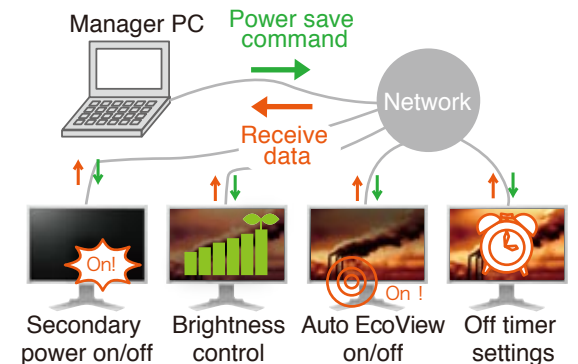 Manager PC
Power save
command
Network
Receive
data
On!
On !
Secondary
power on/off
Brightness
control
Auto EcoView
on/off
Off timer
settings